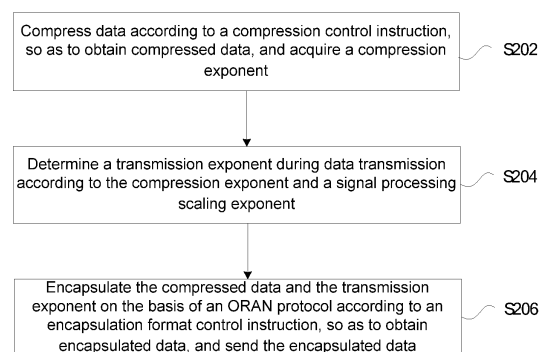 Compress data according to a compression control instruction,
so as to obtain compressed data, and acquire a compression
exponent
S202
Determine a transmission exponent during data transmission
according to the compression exponent and a signal processing
scaling exponent
S204
Encapsulate the compressed data and the transmission
exponent on the basis of an ORAN protocol according to an
encapsulation format control instruction, so as to obtain
encapsulated data, and send the encapsulated data
S206